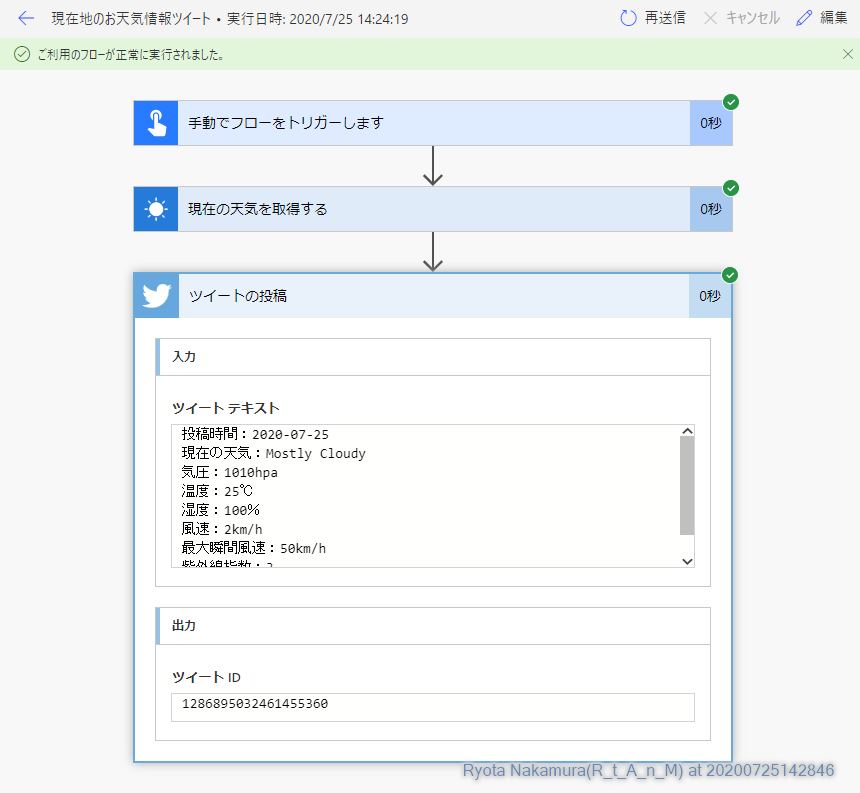 現在地のお天気情報ツイート • 実行日時: 2020/7/25 14:24:19
再送信
キャンセル
編集
ご利用のフローが正常に実行されました。
手動でフローをトリガーします
0秒
現在の天気を取得する
0秒
ツイートの投稿
0秒
入力
ツイート テキスト
投稿時間：2020-07-25
現在の天気：Mostly Cloudy
気圧：1010hpa
温度：25℃
湿度：100%
風速：2km/h
最大瞬間風速：50km/h
紫外線指数：
出力
ツイート ID
1286895032461455360
Ryota Nakamura(R_t_A_n_M) at 20200725142846